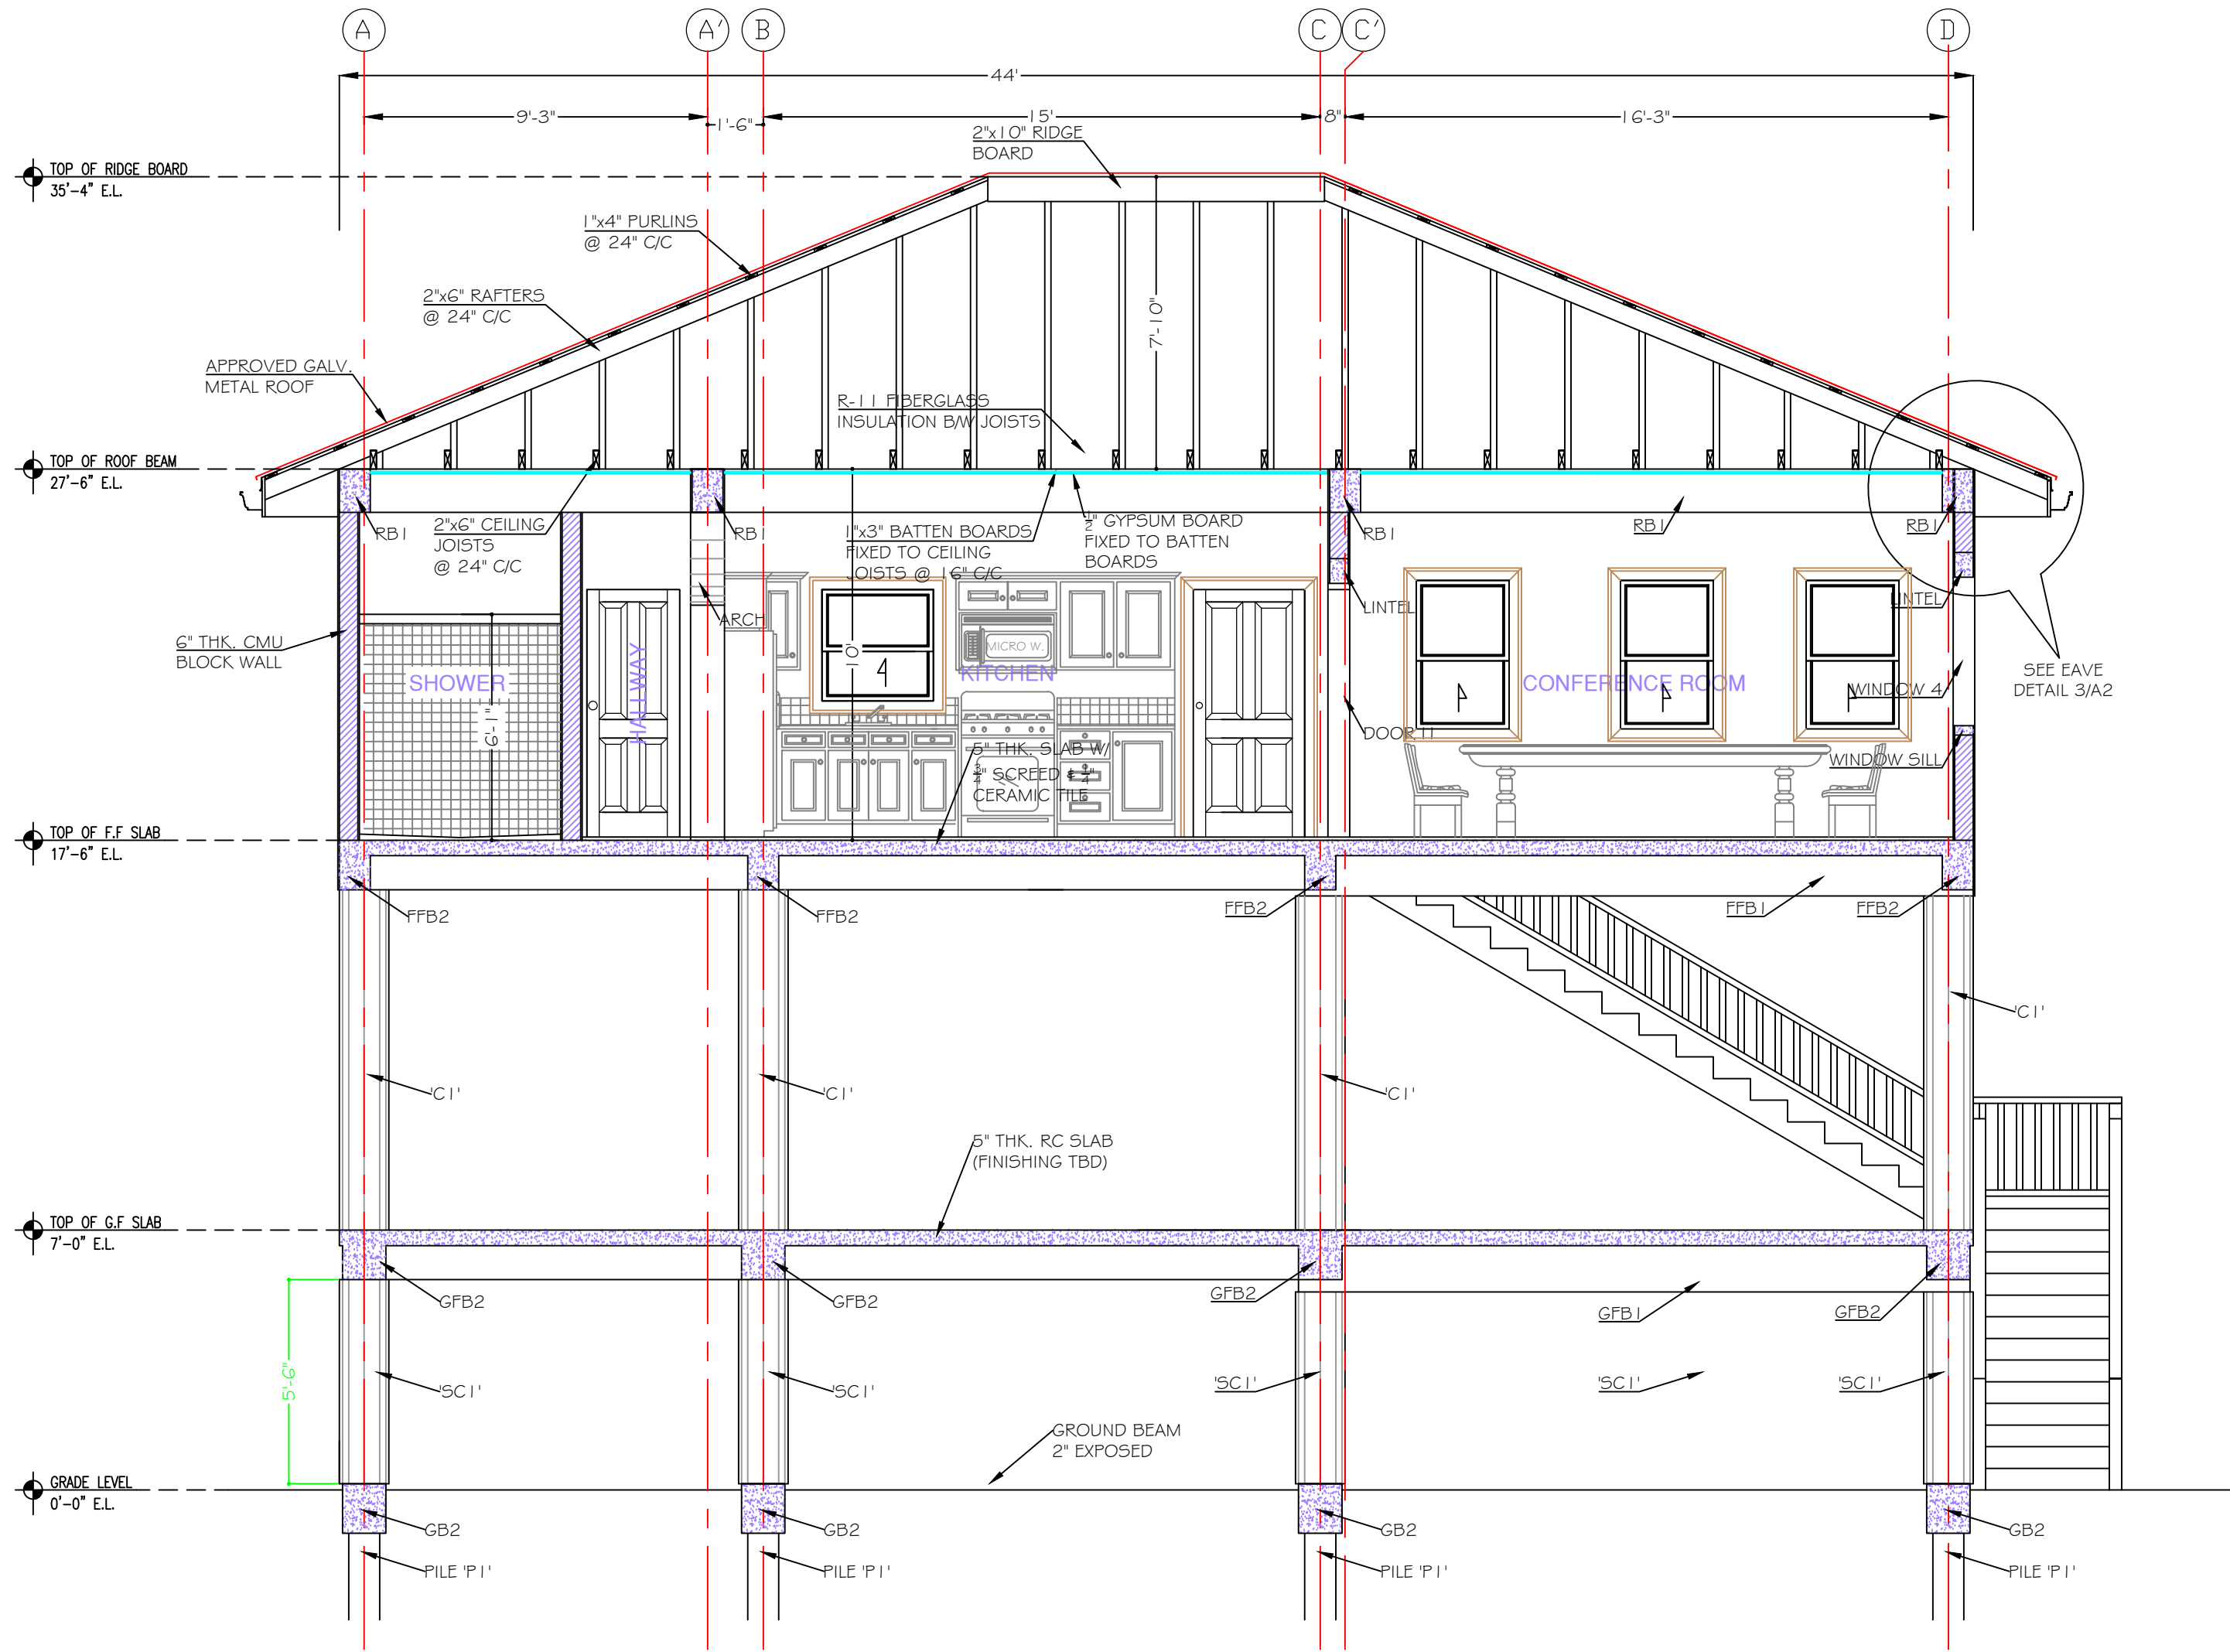 A
A'
B
C
C'
D
44'
9'-3"
1'-6"
15'
8"
16'-3"
2"x10" RIDGE
BOARD
TOP OF RIDGE BOARD
35'-4" E.L.
1"x4" PURLINS
@ 24" C/C
7'-10"
2"x6" RAFTERS
@ 24" C/C
APPROVED GALV.
METAL ROOF
R-11 FIBERGLASS
INSULATION B/W JOISTS
TOP OF ROOF BEAM
27'-6" E.L.
RB1
2"x6" CEILING
JOISTS
@ 24" C/C
RB1
1"x3" BATTEN BOARDS
FIXED TO CEILING
JOISTS @ 16" C/C
½" GYPSUM BOARD
FIXED TO BATTEN
BOARDS
RB1
RB1
RB1
LINTEL
LINTEL
ARCH
6" THK. CMU
BLOCK WALL
SHOWER
6'-1"
HALLWAY
10'
MICRO W.
KITCHEN
CONFERENCE ROOM
WINDOW 4
SEE EAVE
DETAIL 3/A2
DOOR 11
WINDOW SILL
5" THK. SLAB W/
" SCREED & "
CERAMIC TILE
TOP OF F.F SLAB
17'-6" E.L.
FFB2
FFB2
FFB2
FFB1
FFB2
'C1'
'C1'
'C1'
'C1'
5" THK. RC SLAB
(FINISHING TBD)
TOP OF G.F SLAB
7'-0" E.L.
GFB2
GFB2
GFB2
GFB1
GFB2
5'-6"
'SC1'
'SC1'
'SC1'
'SC1'
'SC1'
GROUND BEAM
2" EXPOSED
GRADE LEVEL
0'-0" E.L.
GB2
GB2
GB2
GB2
PILE 'P1'
PILE 'P1'
PILE 'P1'
PILE 'P1'